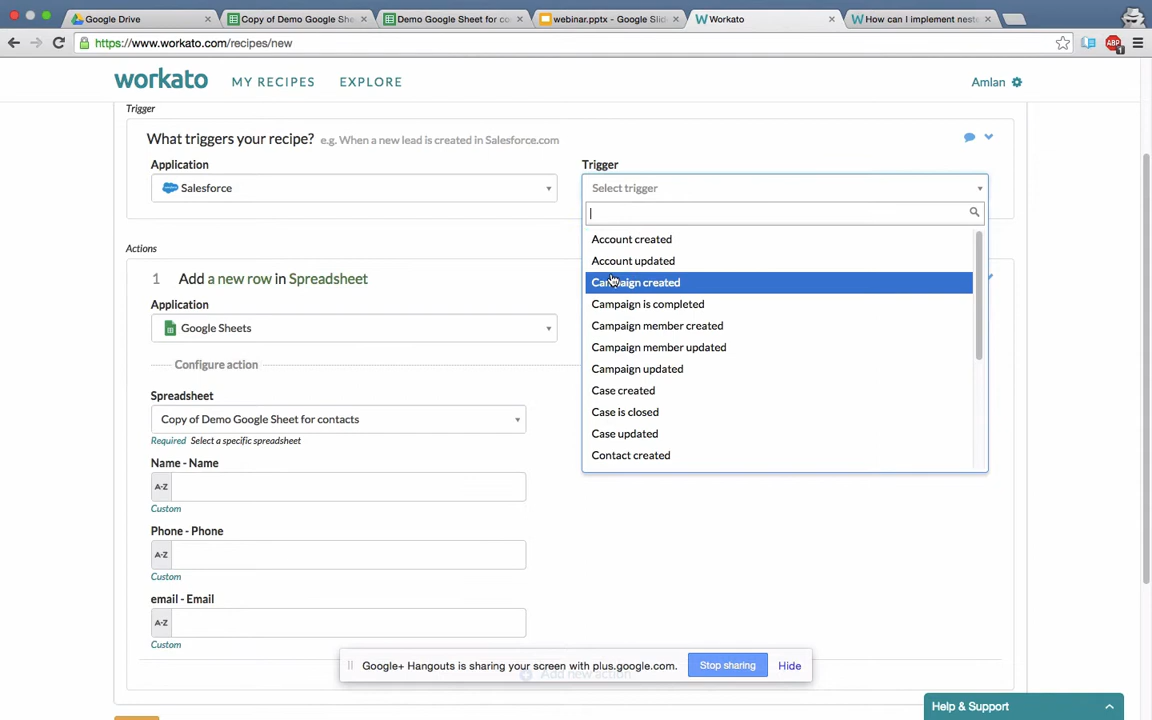 Google Drive
Copy of Demo Google She
Demo Google Sheet for co
webinar.pptx - Google Slid
Workato
How can I implement neste
https://www.workato.com/recipes/new
ABP
1
workato
MY RECIPES
EXPLORE
Amlan
Trigger
What triggers your recipe? e.g. When a new lead is created in Salesforce.com
Application
Trigger
Salesforce
Select trigger
Account created
Account updated
Campaign created
Campaign is completed
Campaign member created
Campaign member updated
Campaign updated
Case created
Case is closed
Case updated
Contact created
Actions
1 Add a new row in Spreadsheet
Application
Google Sheets
Configure action
Spreadsheet
Copy of Demo Google Sheet for contacts
Required Select a specific spreadsheet
Name - Name
A-Z
Custom
Phone - Phone
A-Z
Custom
email - Email
A-Z
Custom
Google+ Hangouts is sharing your screen with plus.google.com.
Stop sharing
Hide
Add new action
Help & Support